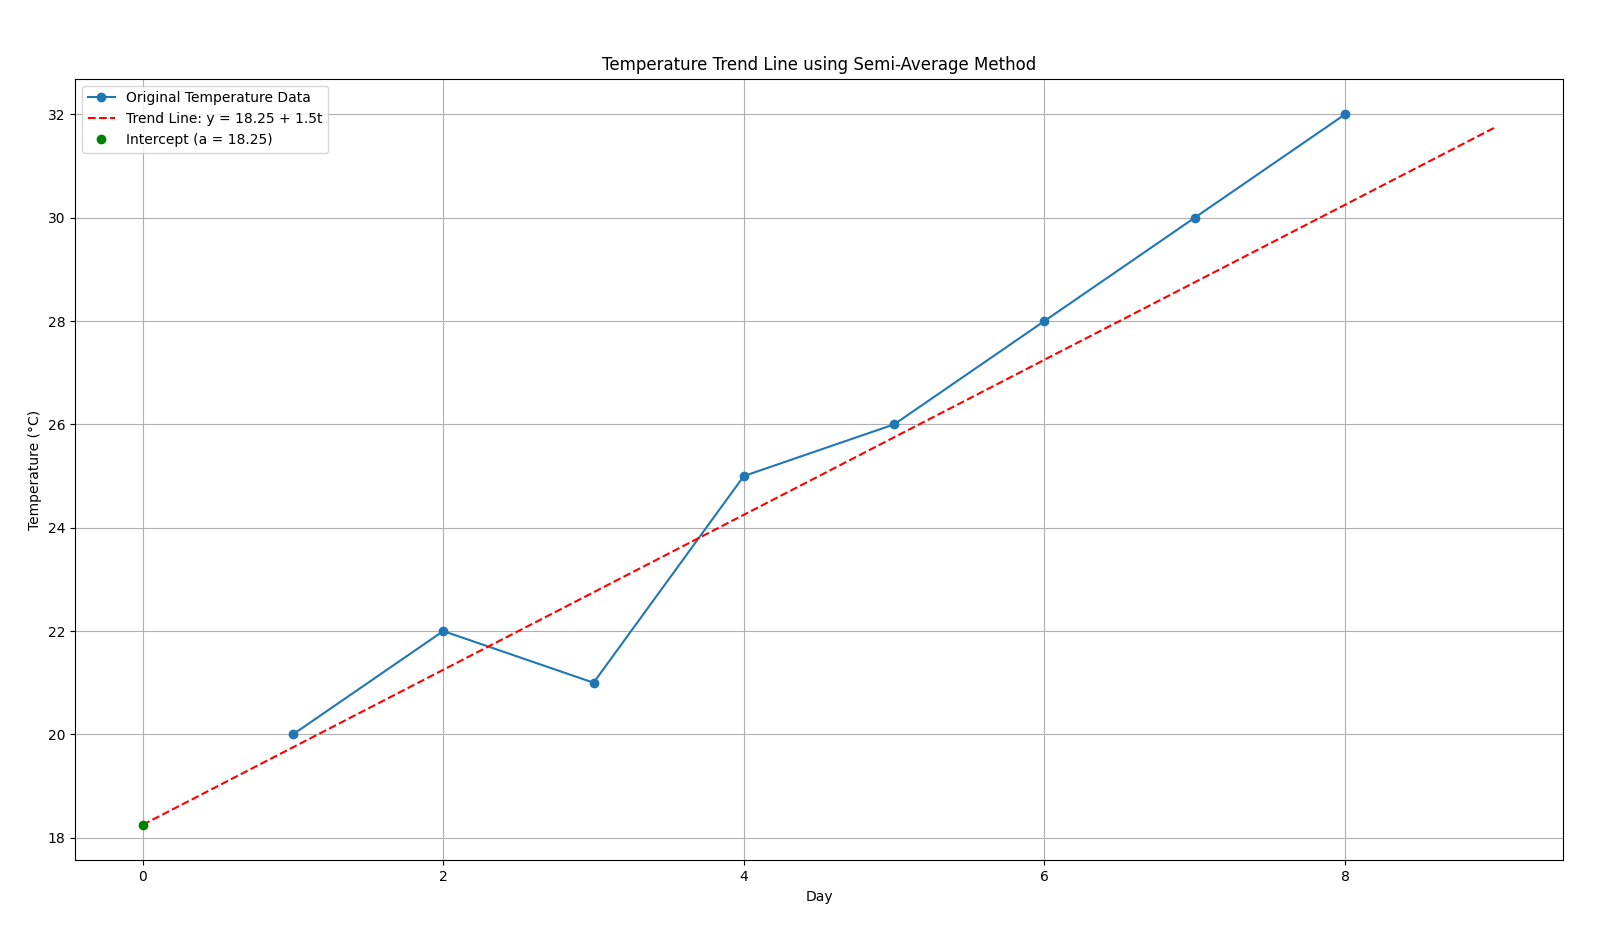 Temperature Trend Line using Semi-Average Method
Original Temperature Data
Trend Line: y = 18.25 + 1.5t
Intercept (a = 18.25)
32
30
28
26
24
22
20
18
Temperature (°C)
0 2 4 6 8
Day